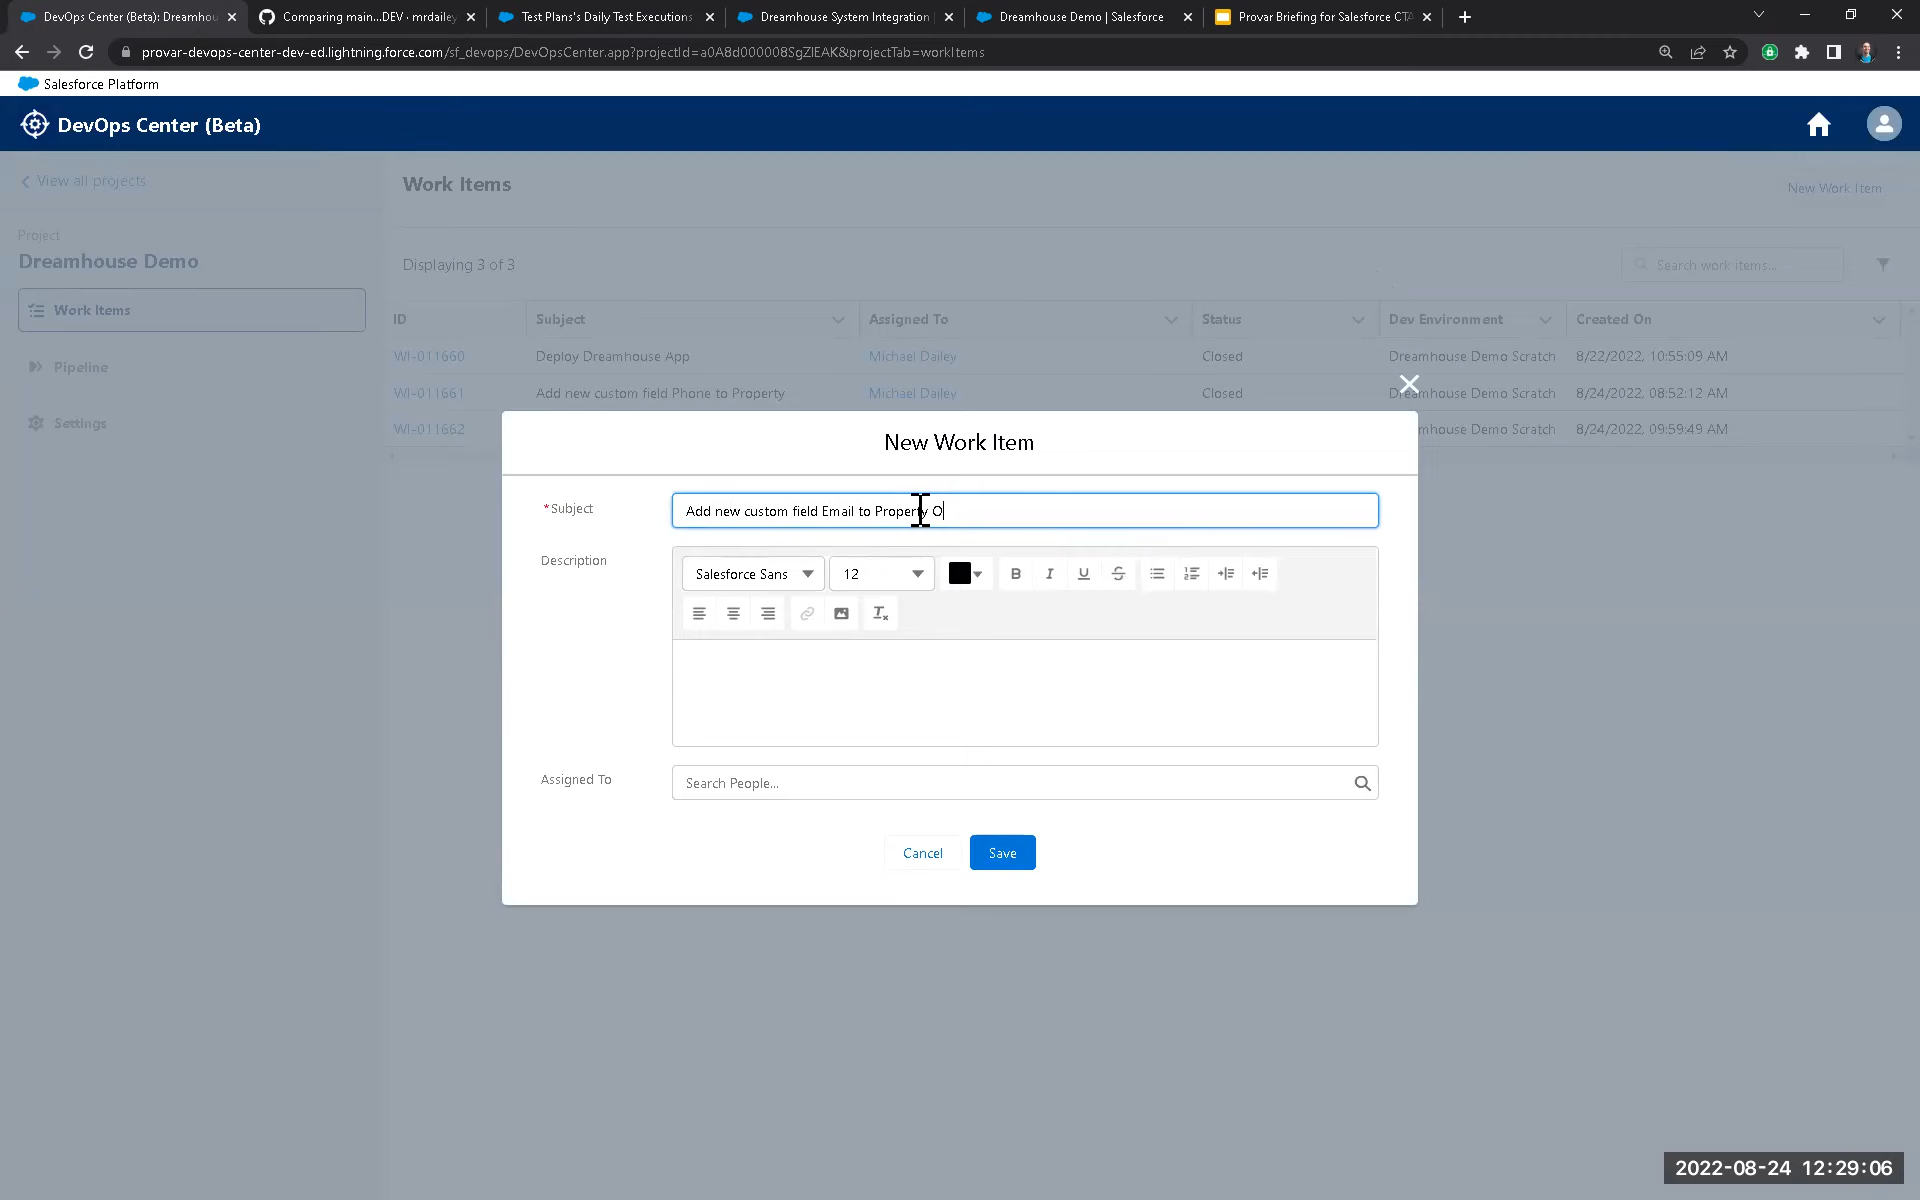 DevOps Center (Beta): Dreamhou
Comparing main...DEV · mrdailey
Test Plans's Daily Test Executions
Dreamhouse System Integration
Dreamhouse Demo | Salesforce
Provar Briefing for Salesforce CTA
provar-devops-center-dev-ed.lightning.force.com/sf_devops/DevOpsCenter.app?projectId=a0A8d000008SgZlEAK&projectTab=workItems
Salesforce Platform
DevOps Center (Beta)
View all projects
Work Items
New Work Item
Project
Dreamhouse Demo
Displaying 3 of 3
Search work items...
Work Items
Pipeline
Settings
ID Subject Assigned To Status Dev Environment Created On
WI-011660 Deploy Dreamhouse App Michael Dailey Closed Dreamhouse Demo Scratch 8/22/2022, 10:55:09 AM
WI-011661 Add new custom field Phone to Property Michael Dailey Closed Dreamhouse Demo Scratch 8/24/2022, 08:52:12 AM
WI-011662 mhouse Demo Scratch 8/24/2022, 09:59:49 AM
New Work Item
*Subject
Add new custom field Email to Property O
Description
Salesforce Sans
12
Assigned To
Search People...
Cancel
Save
2022-08-24 12:29:06